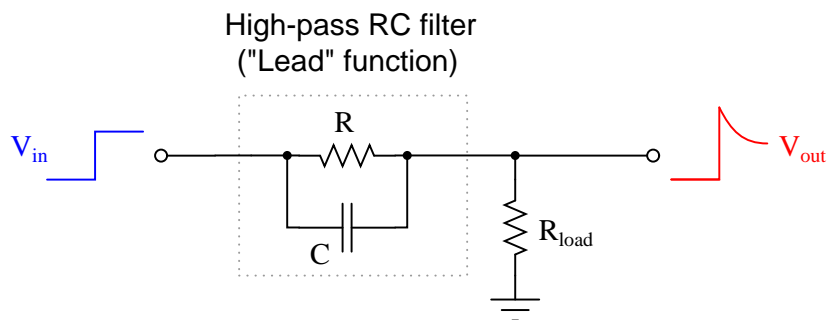 High-pass RC filter
("Lead" function)
R
Vin
Vout
C
Rload